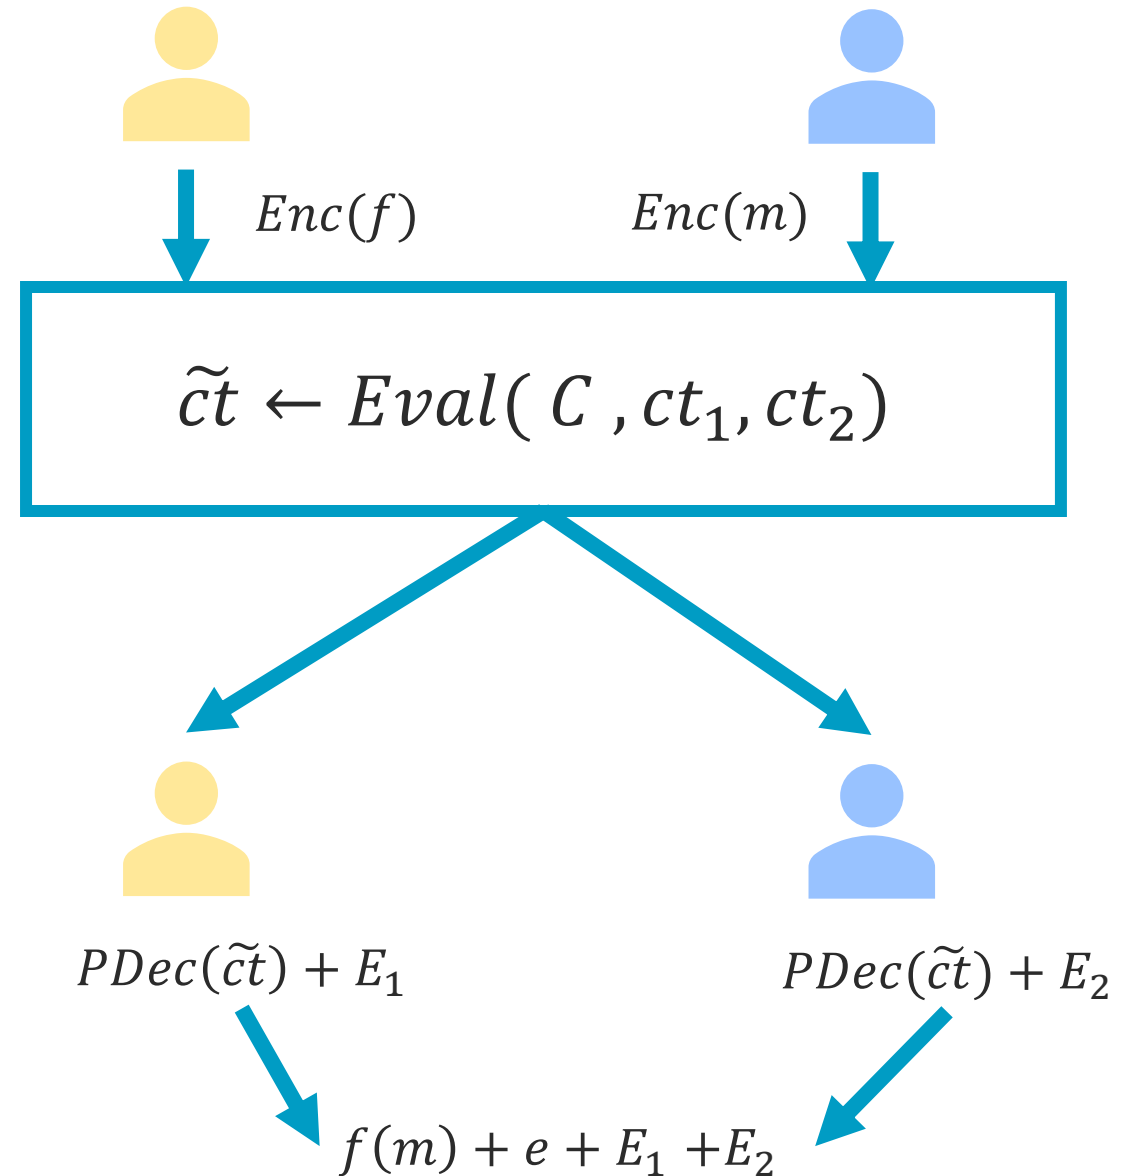 Enc(f)
Enc(m)
c̃t ← Eval( C , ct₁, ct₂)
PDec(c̃t) + E₁
PDec(c̃t) + E₂
f(m) + e + E₁ +E₂